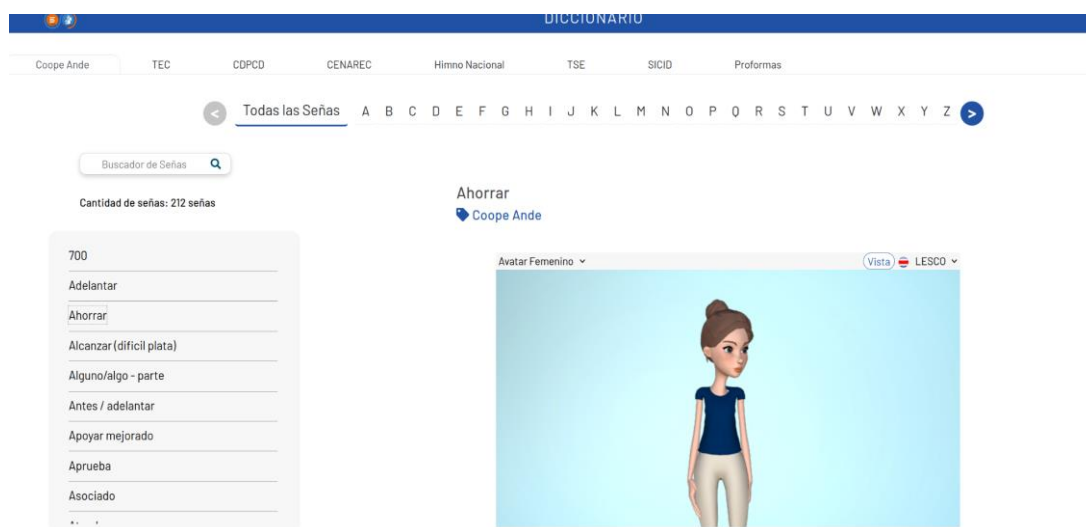 DICCIONARIO
Coope Ande TEC CDPCD CENAREC Himno Nacional TSE SICID Proformas
< Todas las Señas A B C D E F G H I J K L M N O P Q R S T U V W X Y Z >
Buscador de Señas
Cantidad de señas: 212 señas
700
Adelantar
Ahorrar
Alcanzar (dificil plata)
Alguno/algo - parte
Antes / adelantar
Apoyar mejorado
Aprueba
Asociado
Ahorrar
Coope Ande
Avatar Femenino Vista LESCO